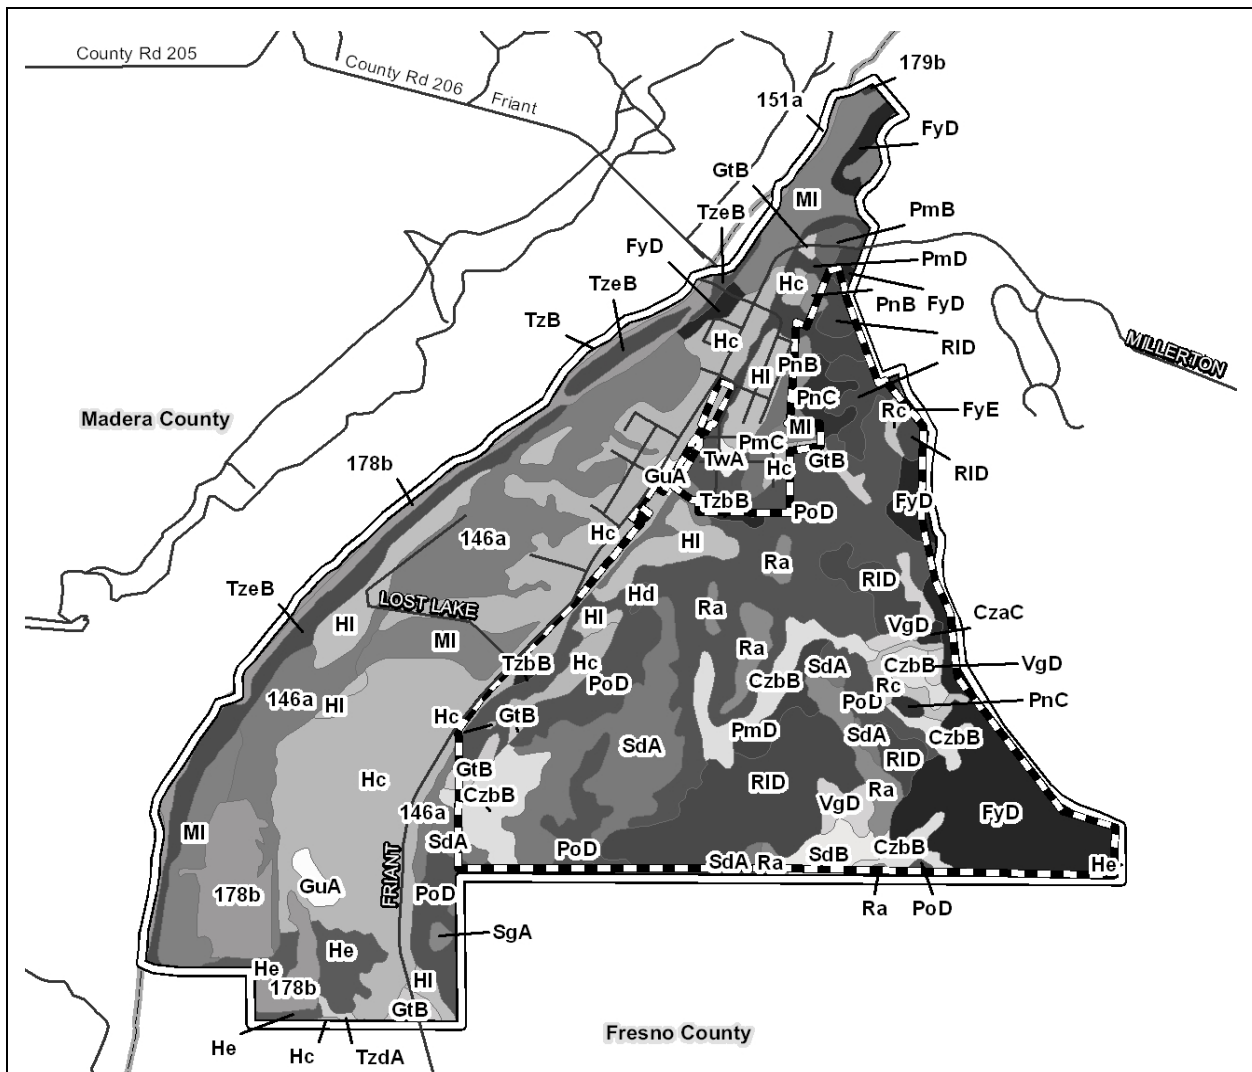 County Rd 205
County Rd 206
Friant
179b
151a
FyD
GtB
MI
TzeB
PmB
FyD
PmD
TzeB
Hc
PnB
FyD
TzB
RID
Hc
MILLERTON
HI
PnB
PnC
Rc
FyE
Madera County
MI
PmC
178b
TwA
Hc
GtB
RID
GuA
TzbB
PoD
FyD
146a
Hc
HI
Ra
RID
TzeB
Hd
LOST LAKE
Ra
HI
HI
CzaC
VgD
MI
Ra
TzbB
Hc
SdA
CzbB
VgD
PoD
CzbB
Rc
146a
HI
PoD
PnC
Hc
GtB
PmD
SdA
CzbB
SdA
RID
GtB
Hc
RID
CzbB
Ra
VgD
146a
FyD
MI
SdA
PoD
SdB
CzbB
SdA
Ra
He
FRIANT
GuA
178b
PoD
Ra
PoD
SgA
He
He
HI
178b
GtB
Fresno County
He
Hc
TzdA